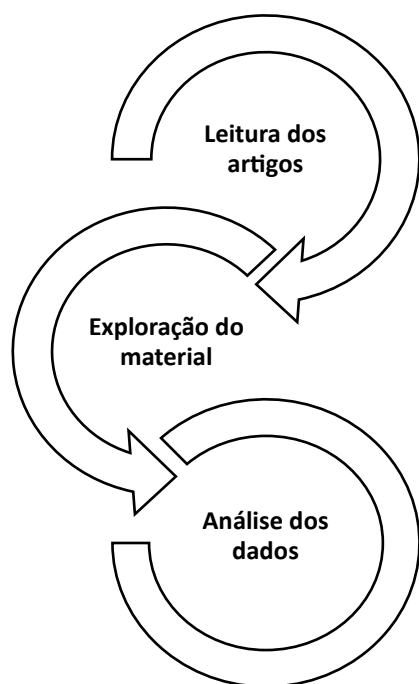 Leitura dos
artigos
Exploração do
material
Análise dos
dados